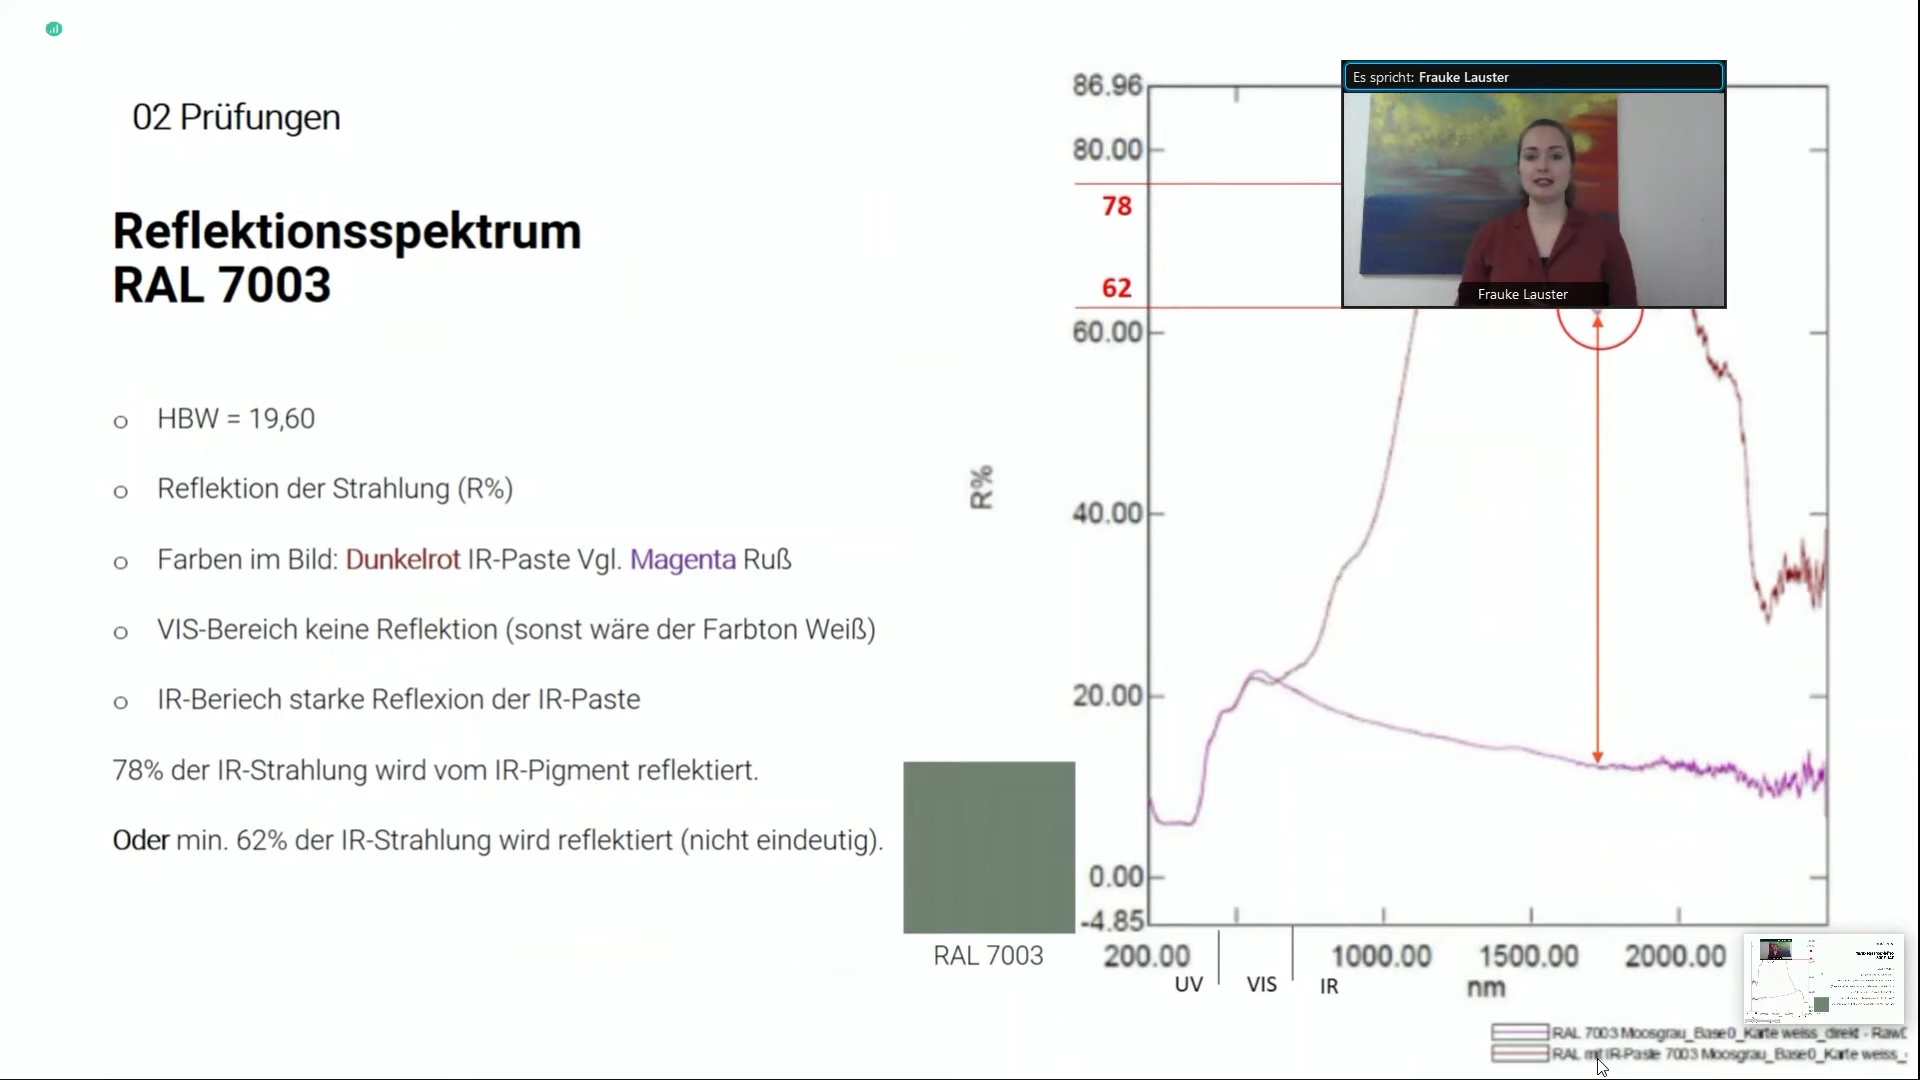 02 Prüfungen
Reflektionsspektrum
RAL 7003
o HBW = 19,60
o Reflektion der Strahlung (R%)
o Farben im Bild: Dunkelrot IR-Paste Vgl. Magenta Ruß
o VIS-Bereich keine Reflektion (sonst wäre der Farbton Weiß)
o IR-Beriech starke Reflexion der IR-Paste
78% der IR-Strahlung wird vom IR-Pigment reflektiert.
Oder min. 62% der IR-Strahlung wird reflektiert (nicht eindeutig).
RAL 7003
Es spricht: Frauke Lauster
Frauke Lauster
86.96
80.00
78
62
60.00
R%
40.00
20.00
0.00
-4.85
200.00 1000.00 1500.00 2000.00
UV VIS IR
nm
RAL 7003 Moosgrau_Base0_Karte weiss_direkt - Raw
RAL mit IR-Paste 7003 Moosgrau_Base0_Karte weiss_